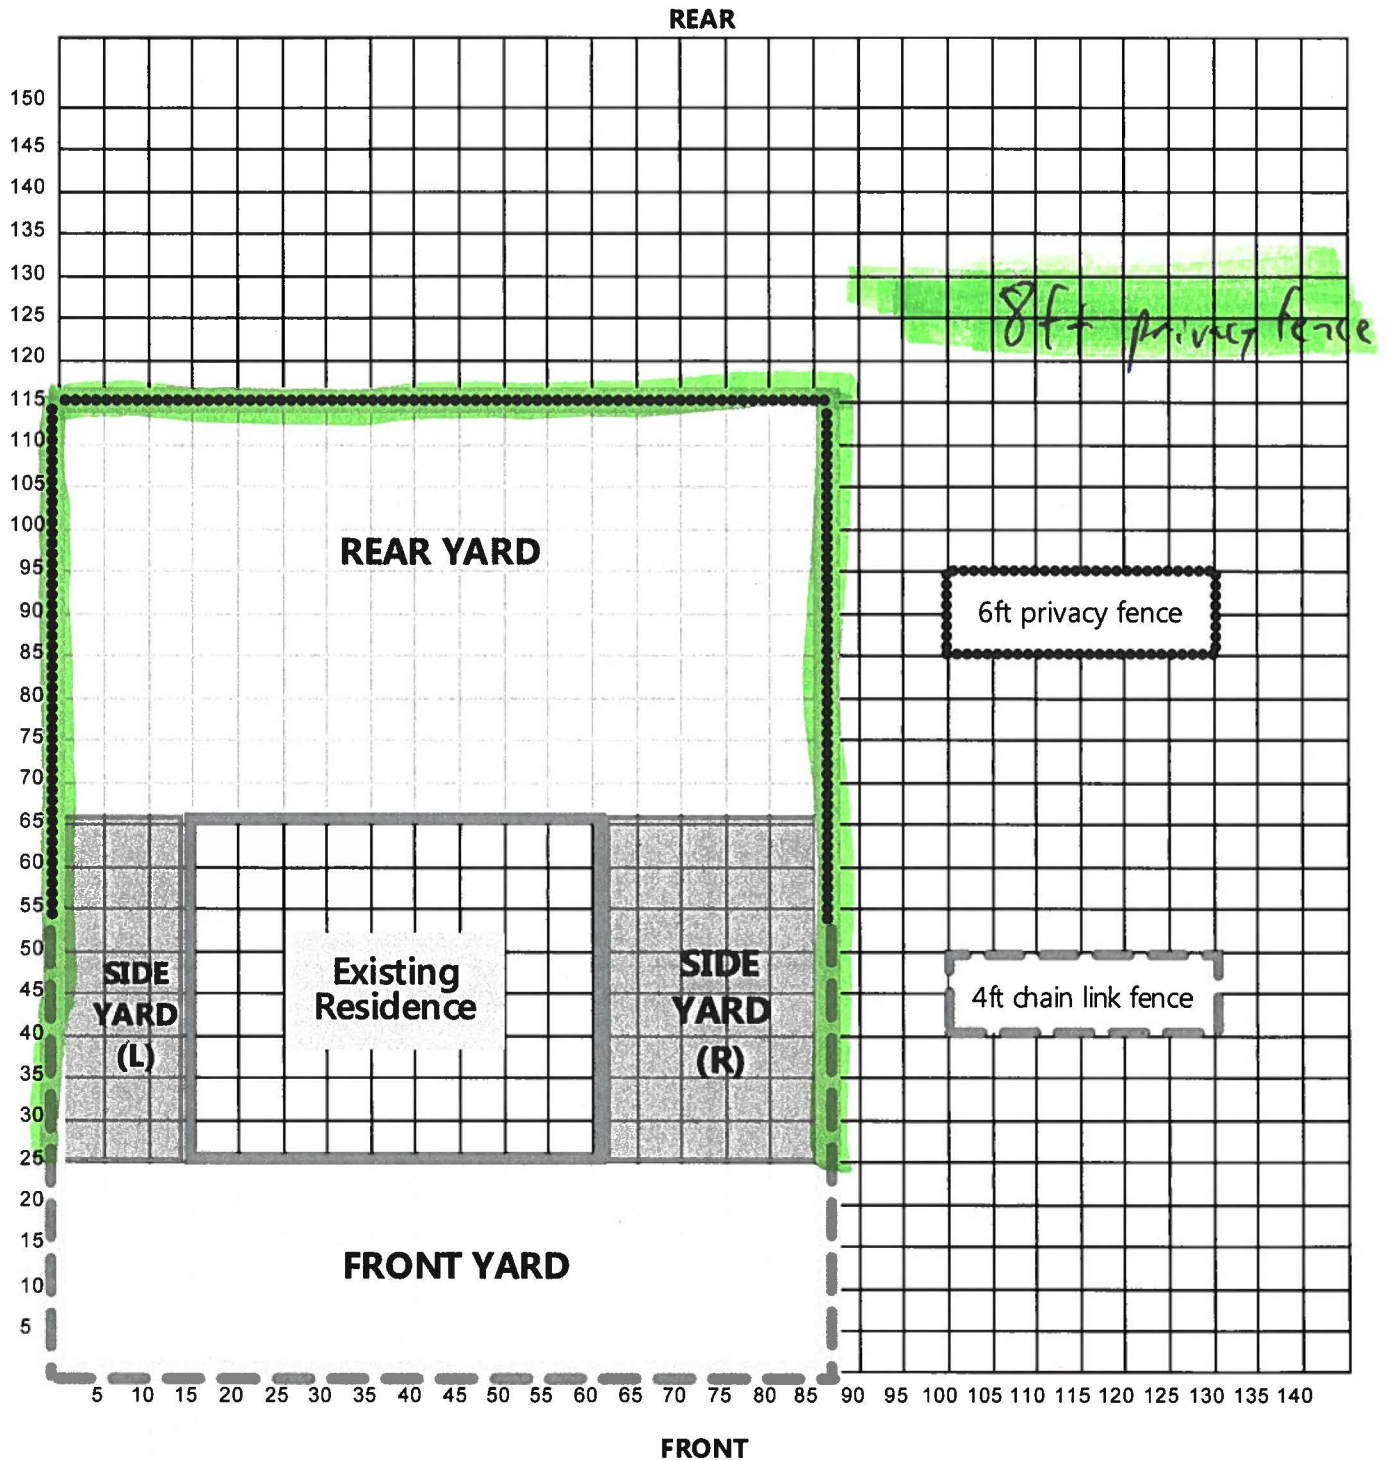 REAR
150
145
140
135
130
125
8ft privacy fence
120
115
110
105
100
REAR YARD
95
90
6ft privacy fence
85
80
75
70
65
60
55
50
SIDE
YARD
(L)
Existing
Residence
SIDE
YARD
(R)
45
4ft chain link fence
40
35
30
25
20
15
FRONT YARD
10
5
5 10 15 20 25 30 35 40 45 50 55 60 65 70 75 80 85 90 95 100 105 110 115 120 125 130 135 140
FRONT